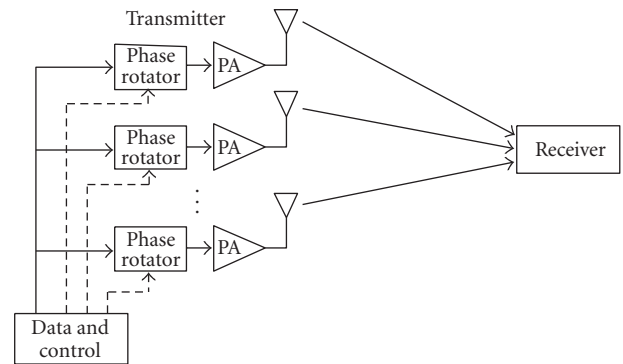 Transmitter
Phase
rotator
PA
Phase
rotator
PA
Receiver
Phase
rotator
PA
Data and
control